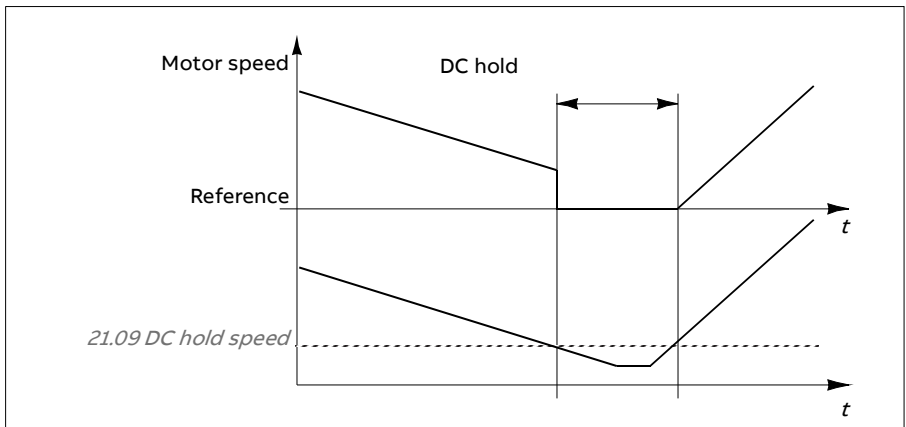 Motor speed
DC hold
Reference
t
21.09 DC hold speed
t